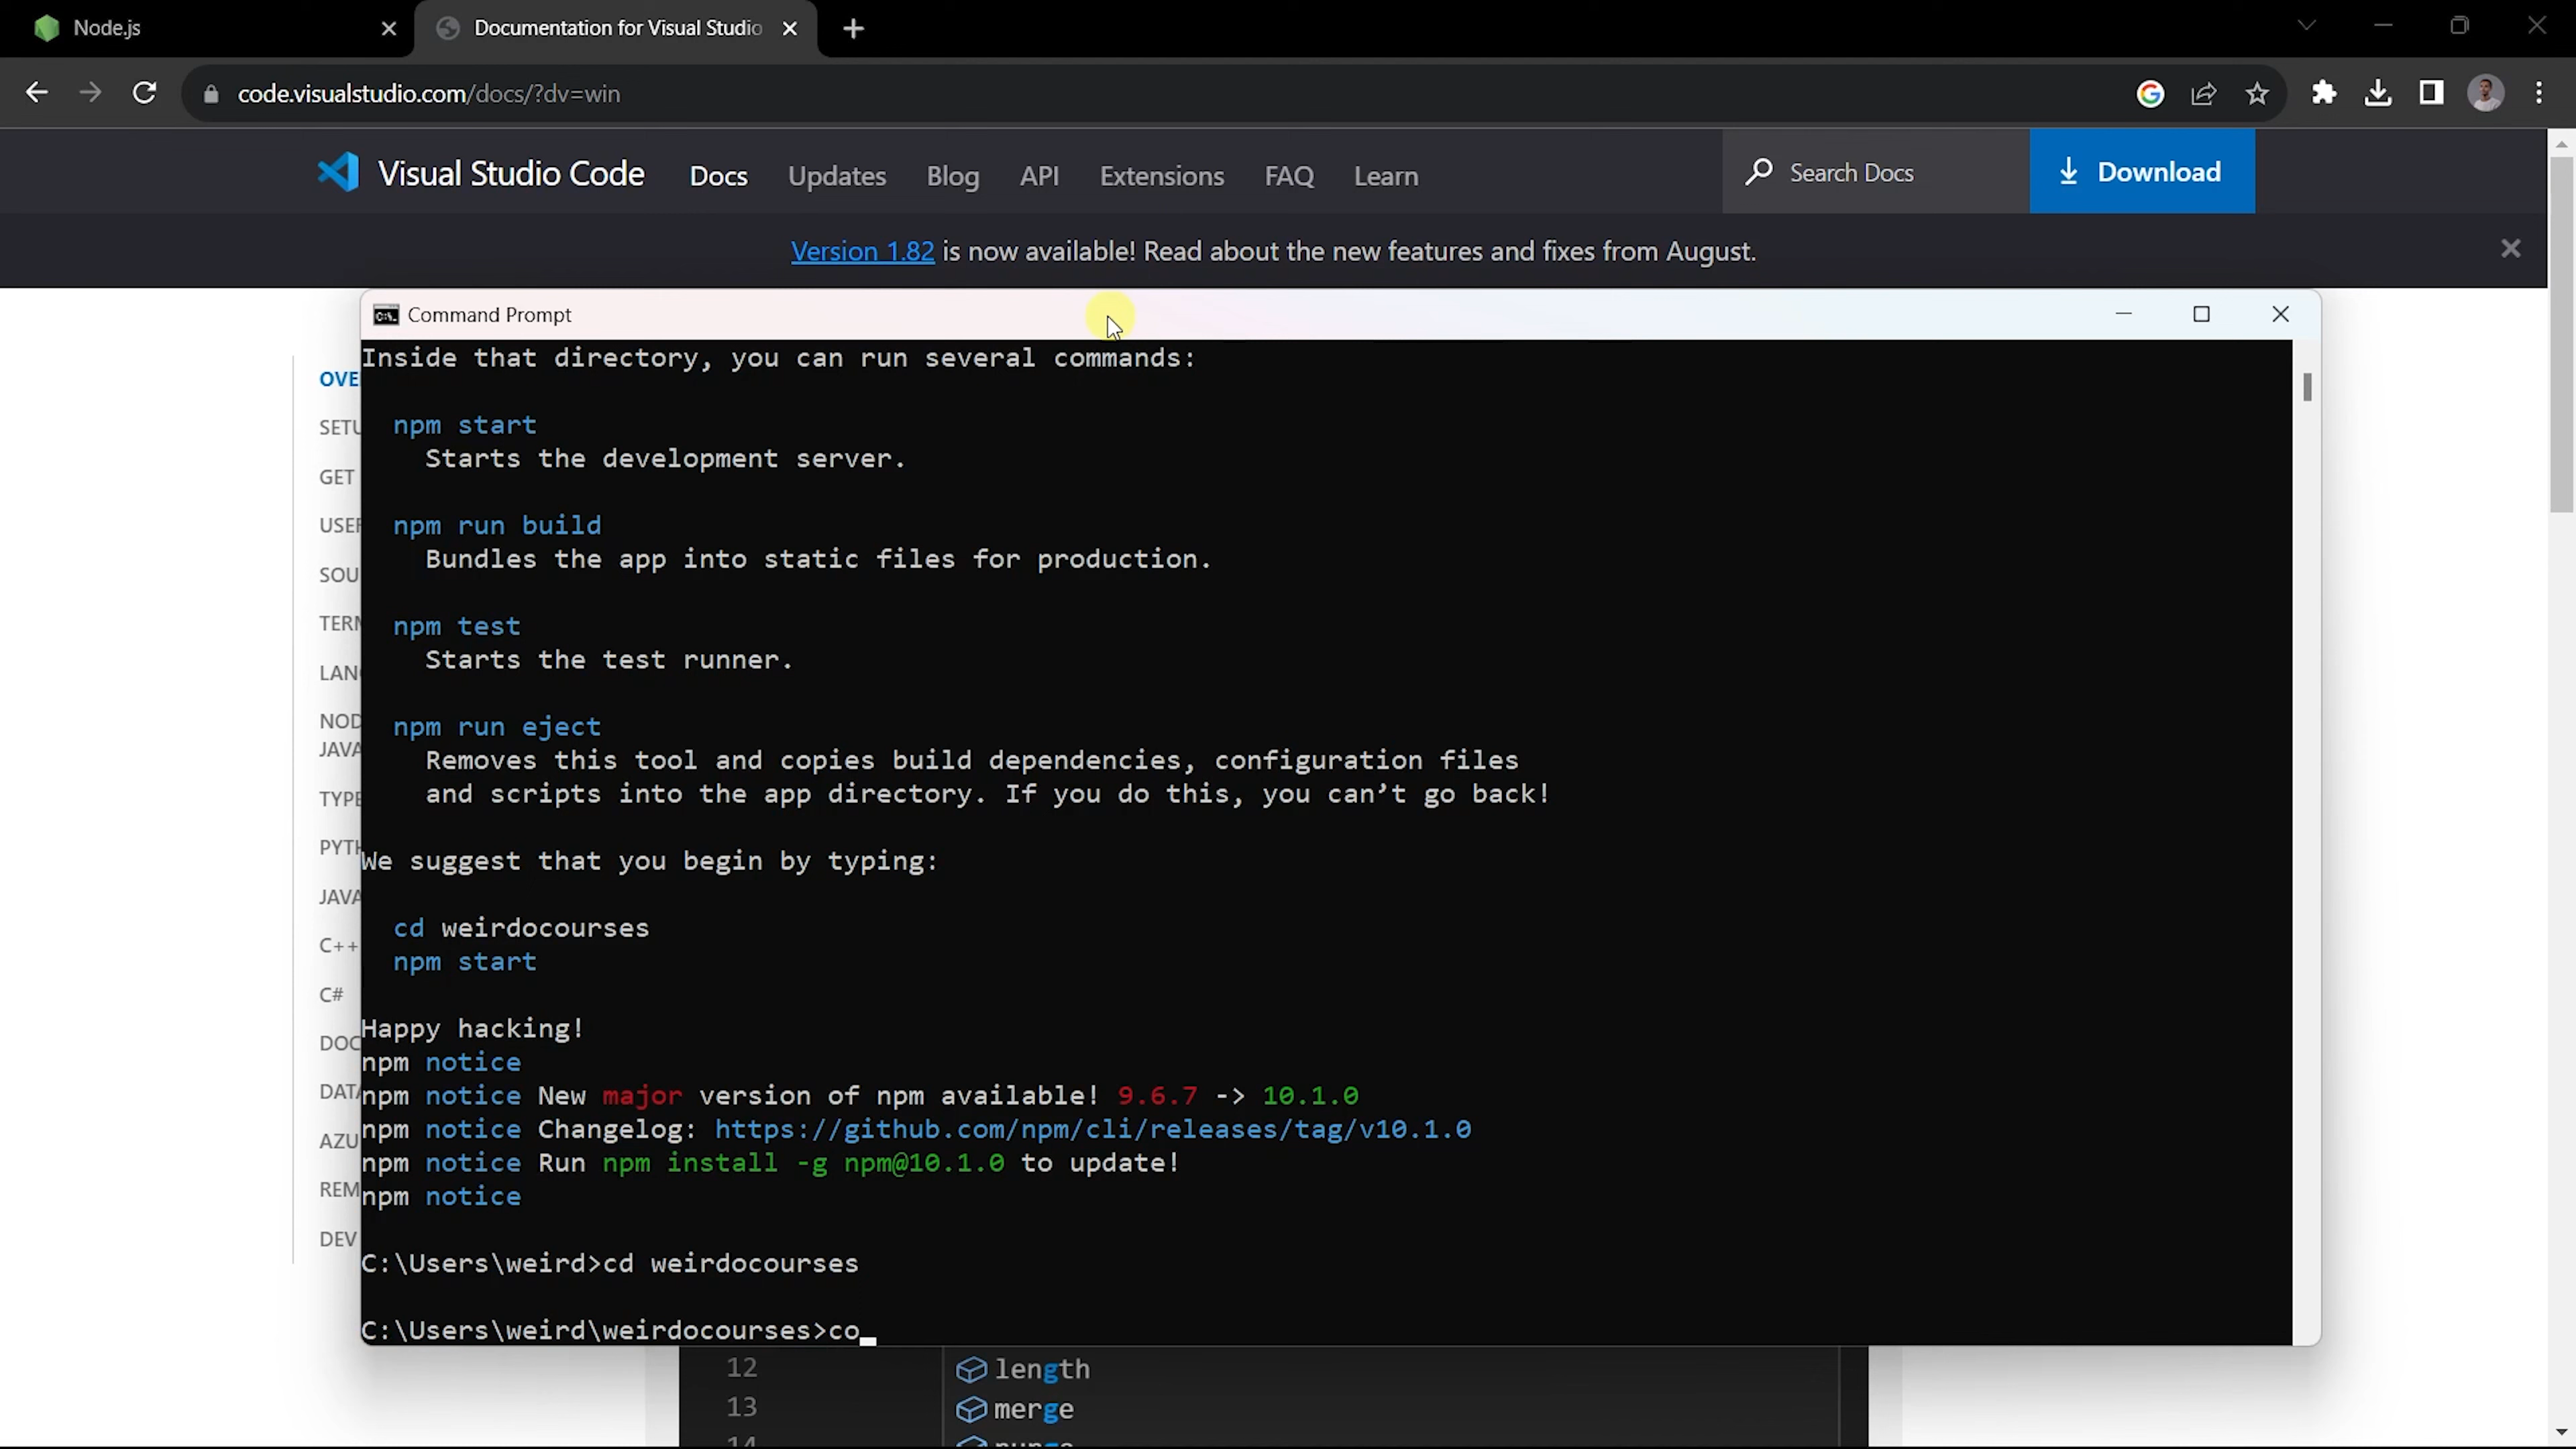 Node.js
Documentation for Visual Studio
code.visualstudio.com/docs/?dv=win
Visual Studio Code Docs Updates Blog API Extensions FAQ Learn Search Docs Download
Version 1.82 is now available! Read about the new features and fixes from August.
Command Prompt
OVE
SETU
GET
USER
SOU
TERM
LANG
NOD
JAVA
TYPE
PYTH
JAVA
C++
C#
DOC
DATA
AZU
REM
DEV
Inside that directory, you can run several commands:
npm start
Starts the development server.
npm run build
Bundles the app into static files for production.
npm test
Starts the test runner.
npm run eject
Removes this tool and copies build dependencies, configuration files
and scripts into the app directory. If you do this, you can’t go back!
We suggest that you begin by typing:
cd weirdocourses
npm start
Happy hacking!
npm notice
npm notice New major version of npm available! 9.6.7 -> 10.1.0
npm notice Changelog: https://github.com/npm/cli/releases/tag/v10.1.0
npm notice Run npm install -g npm@10.1.0 to update!
npm notice
C:\Users\weird>cd weirdocourses
C:\Users\weird\weirdocourses>co
12 length
13 merge
14